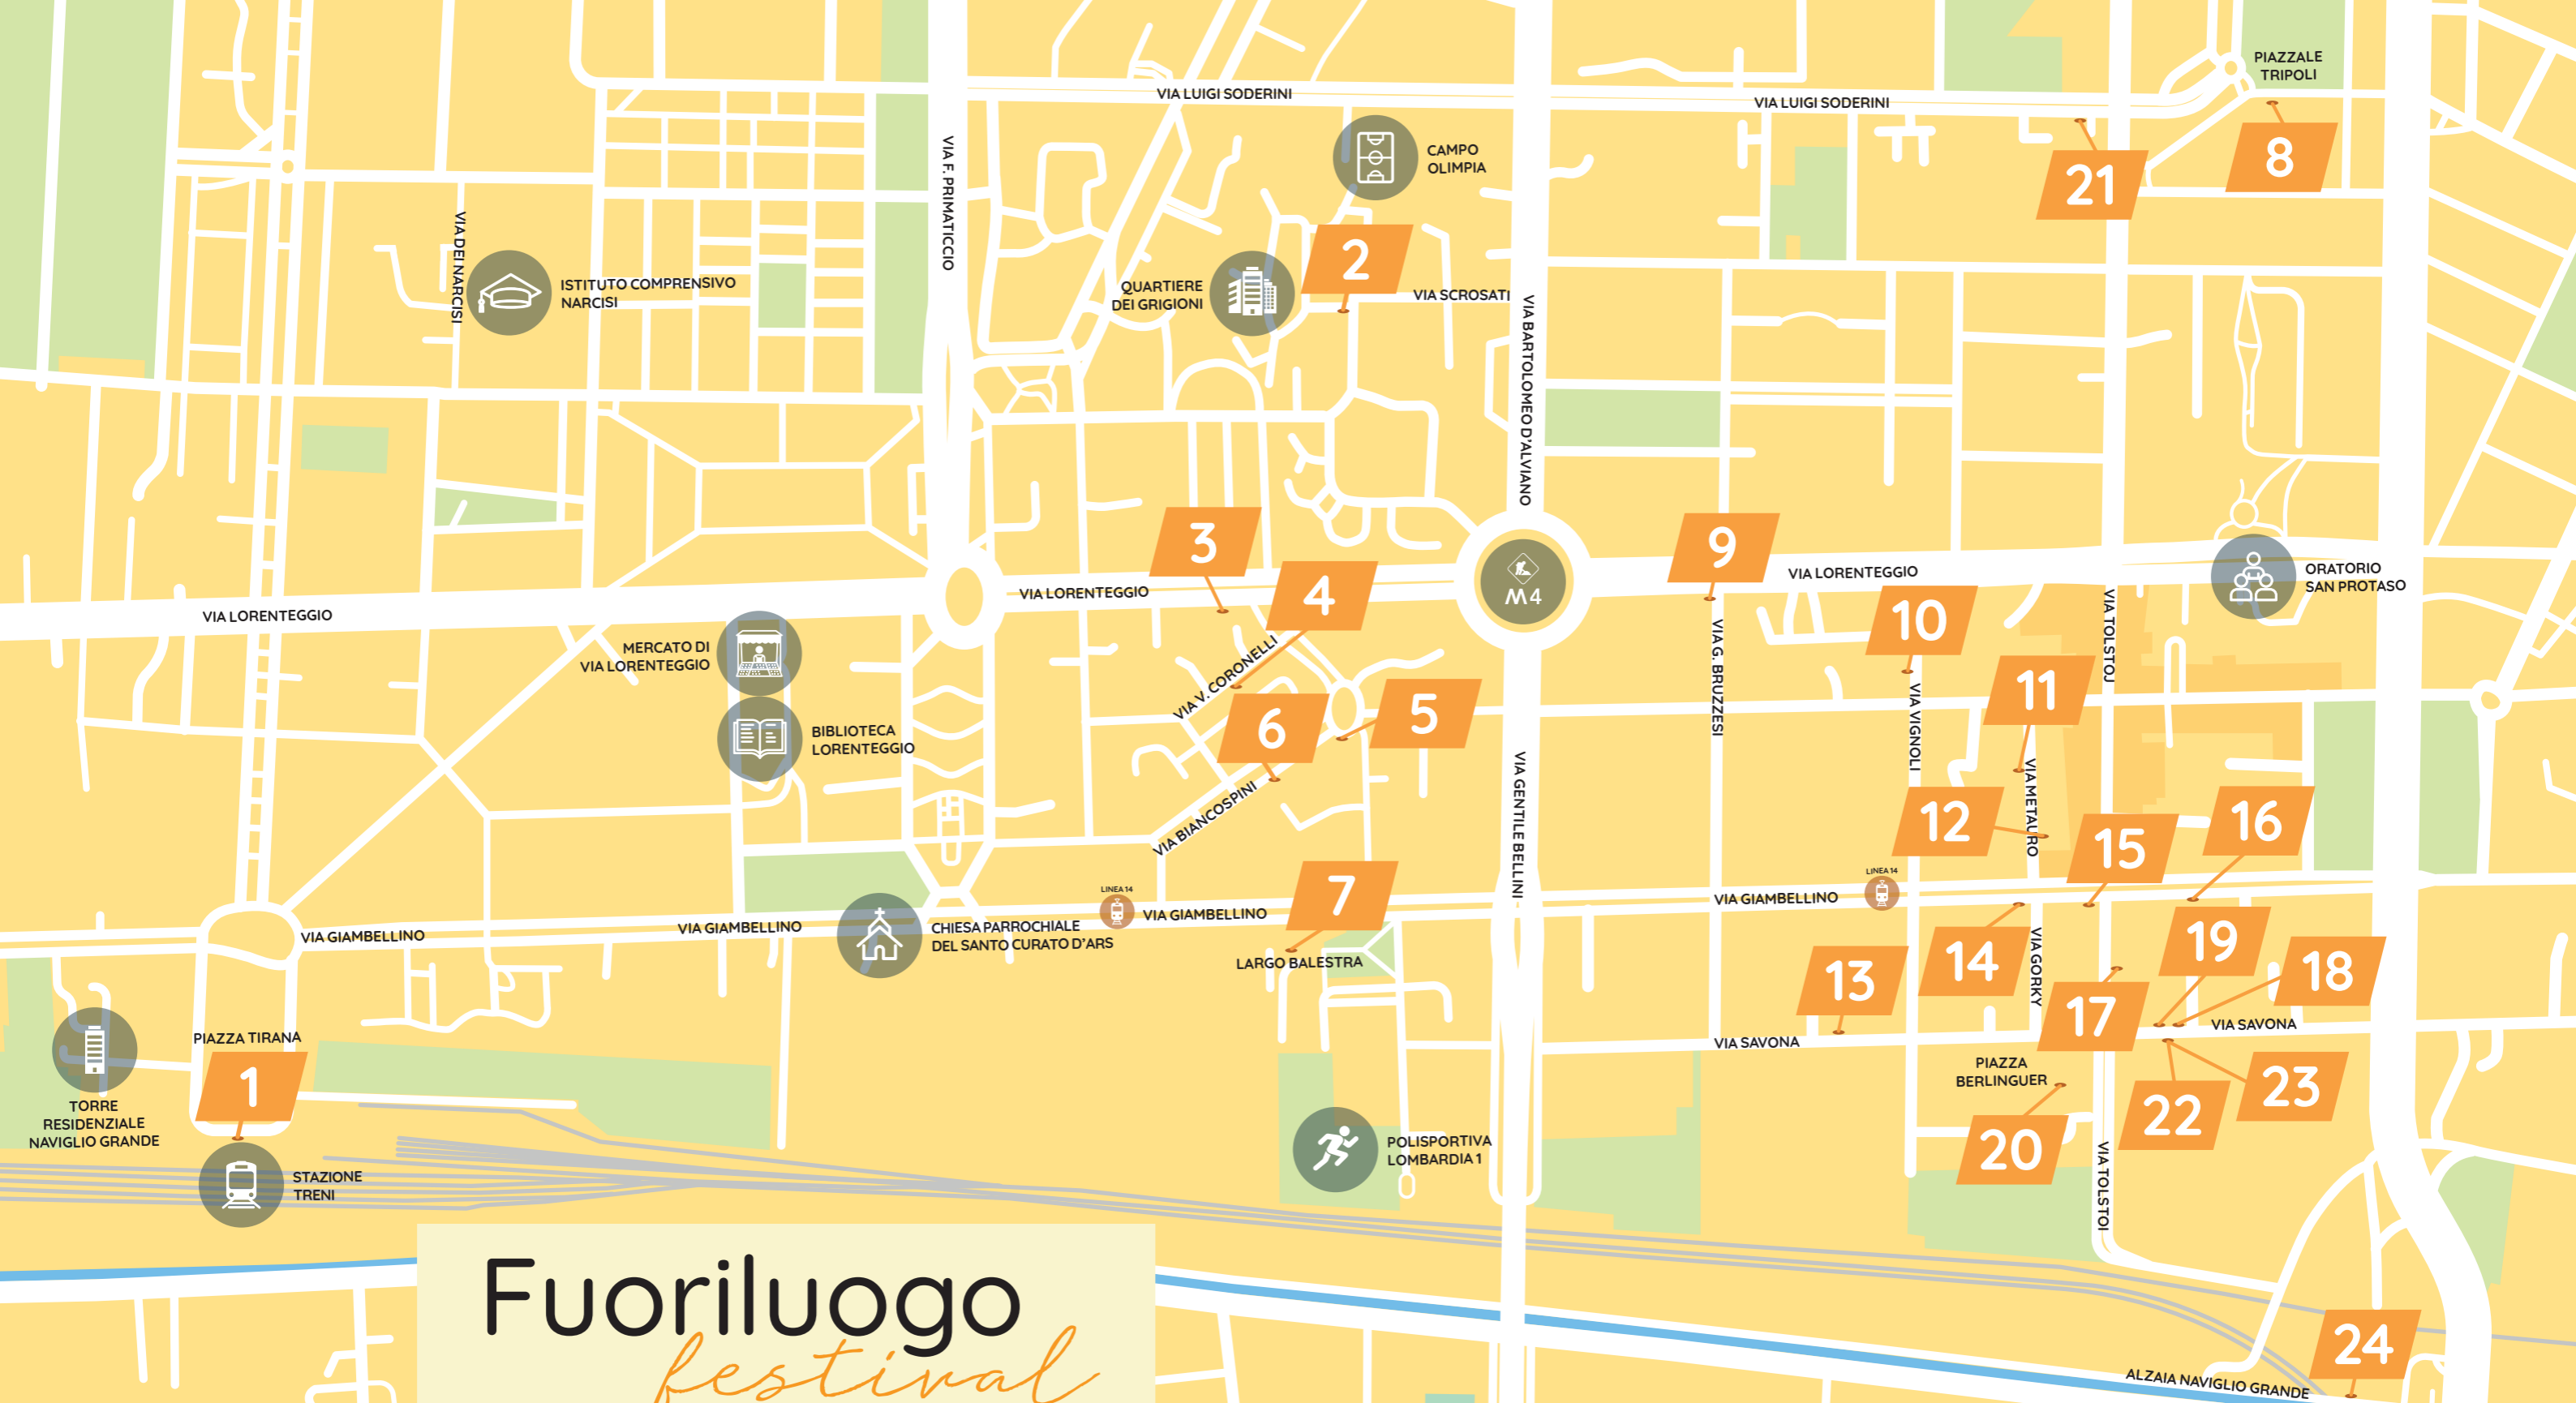 PIAZZALE
TRIPOLI
VIA LUIGI SODERINI
VIA LUIGI SODERINI
8
21
CAMPO
OLIMPIA
VIA F. PRIMATICCIO
VIA DEI NARCISI
ISTITUTO COMPRENSIVO
NARCISI
2
QUARTIERE
DEI GRIGIONI
VIA SCROSATI
VIA BARTOLOMEO D'ALVIANO
3
4
9
M4
VIA LORENTEGGIO
VIA LORENTEGGIO
VIA LORENTEGGIO
ORATORIO
SAN PROTASO
10
VIA TOLSTOJ
MERCATO DI
VIA LORENTEGGIO
VIA V. CORONELLI
VIA G. BRUZZESI
11
6
5
VIA VIGNOLI
BIBLIOTECA
LORENTEGGIO
VIA BIANCOSPINI
VIA GENTILE BELLINI
VIA METAURO
12
15
16
7
LINEA 14
LINEA 14
VIA GIAMBELLINO
VIA GIAMBELLINO
VIA GIAMBELLINO
VIA GIAMBELLINO
CHIESA PARROCCHIALE
DEL SANTO CURATO D'ARS
LARGO BALESTRA
13
14
VIA GORKY
19
18
17
VIA SAVONA
VIA SAVONA
PIAZZA TIRANA
1
TORRE
RESIDENZIALE
NAVIGLIO GRANDE
PIAZZA
BERLINGUER
23
22
20
POLISPORTIVA
LOMBARDIA 1
VIA TOLSTOI
STAZIONE
TRENI
Fuoriluogo
festival
24
ALZAIA NAVIGLIO GRANDE